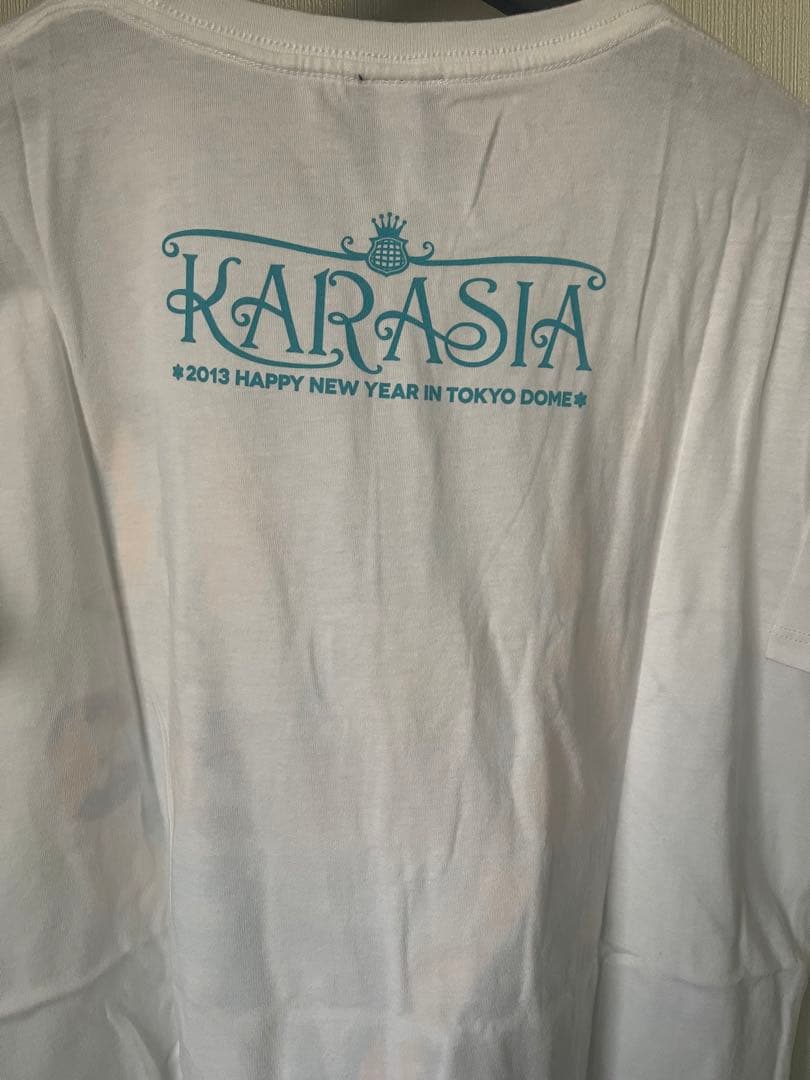 KARASIA
*2013 HAPPY NEW YEAR IN TOKYO DOME*